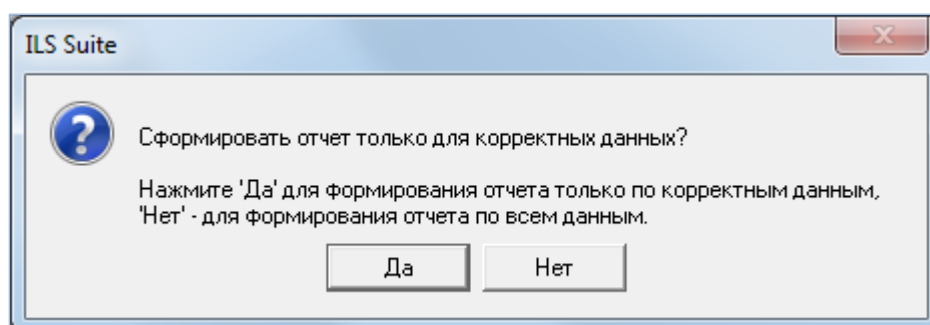 ILS Suite
Сформировать отчет только для корректных данных?
Нажмите 'Да' для формирования отчета только по корректным данным,
'Нет' - для формирования отчета по всем данным.
Да
Нет